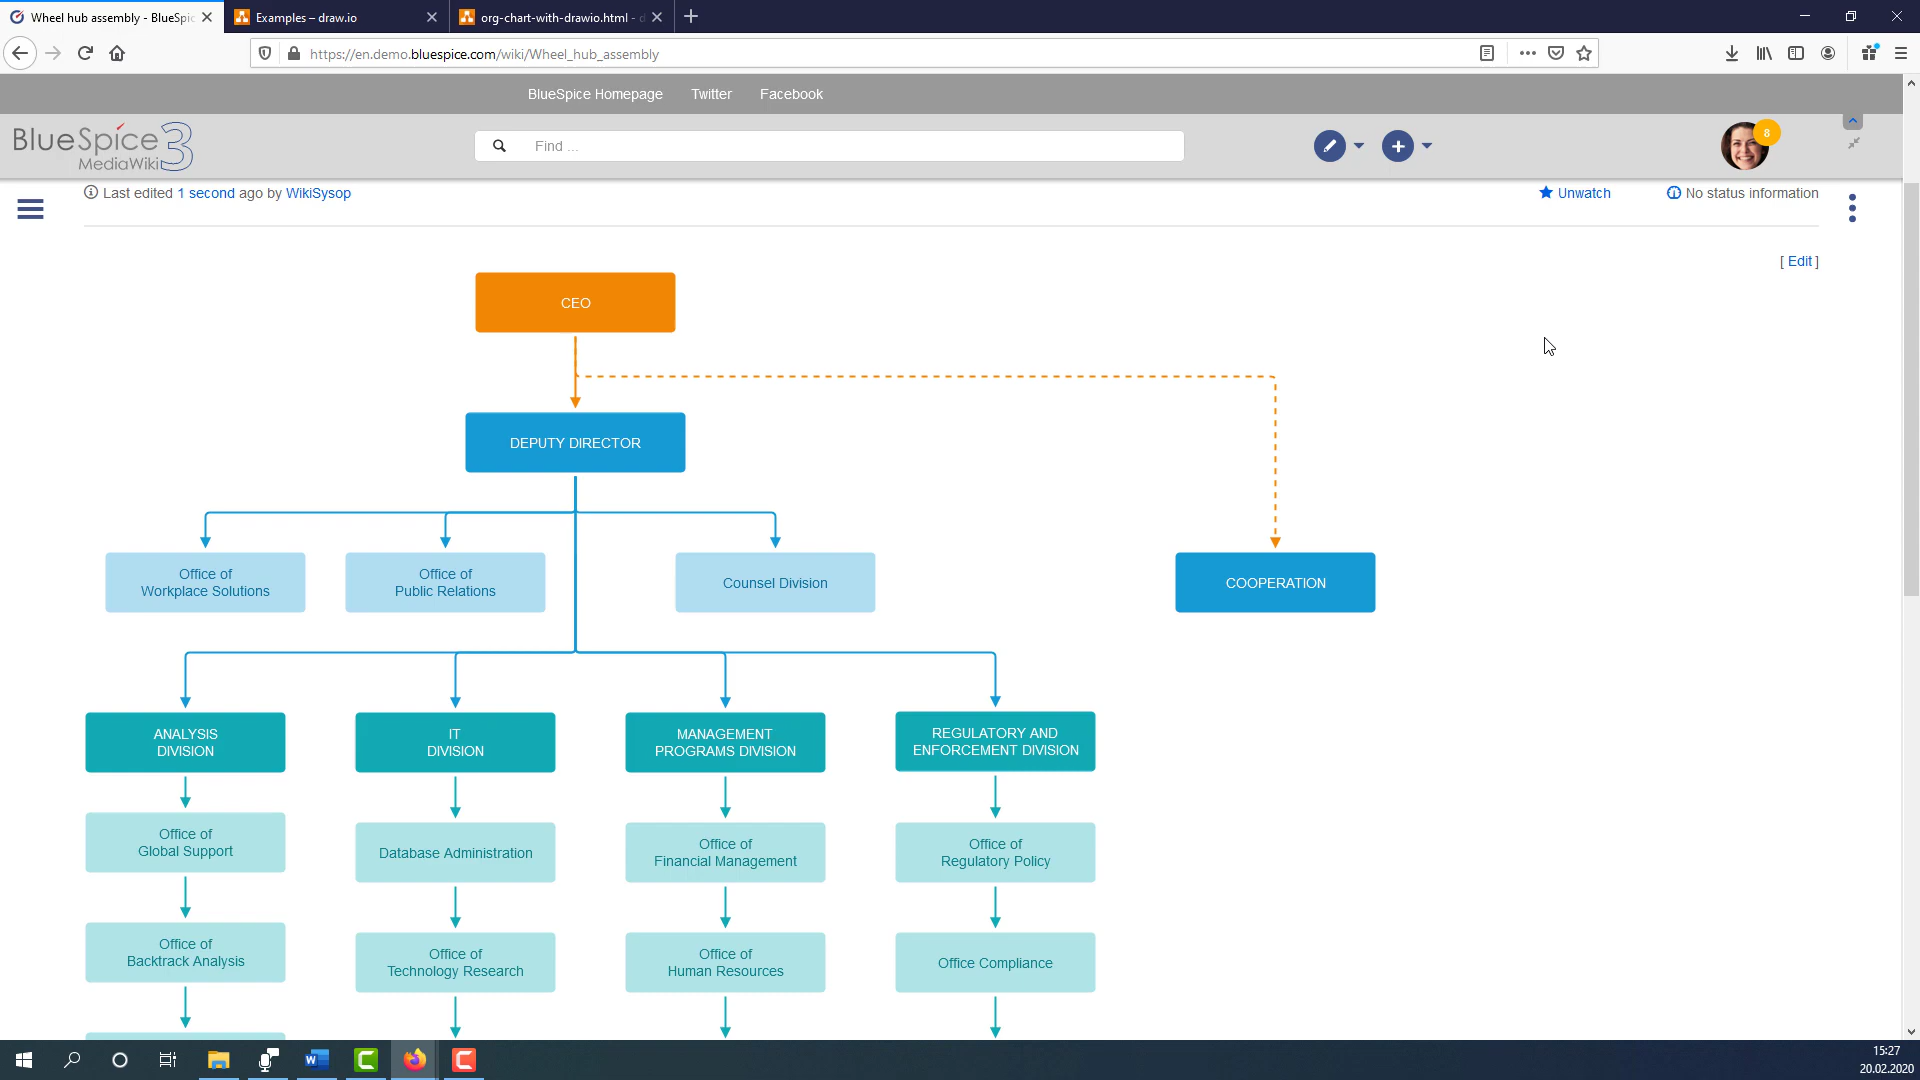 Wheel hub assembly - BlueSpic
Examples – draw.io
org-chart-with-drawio.html - d
https://en.demo.bluespice.com/wiki/Wheel_hub_assembly
BlueSpice Homepage
Twitter
Facebook
BlueSpice 3
MediaWiki
Find ...
8
Last edited 1 second ago by WikiSysop
Unwatch
No status information
[ Edit ]
CEO
DEPUTY DIRECTOR
Office of
Workplace Solutions
Office of
Public Relations
Counsel Division
COOPERATION
ANALYSIS
DIVISION
IT
DIVISION
MANAGEMENT
PROGRAMS DIVISION
REGULATORY AND
ENFORCEMENT DIVISION
Office of
Global Support
Database Administration
Office of
Financial Management
Office of
Regulatory Policy
Office of
Backtrack Analysis
Office of
Technology Research
Office of
Human Resources
Office Compliance
15:27
20.02.2020